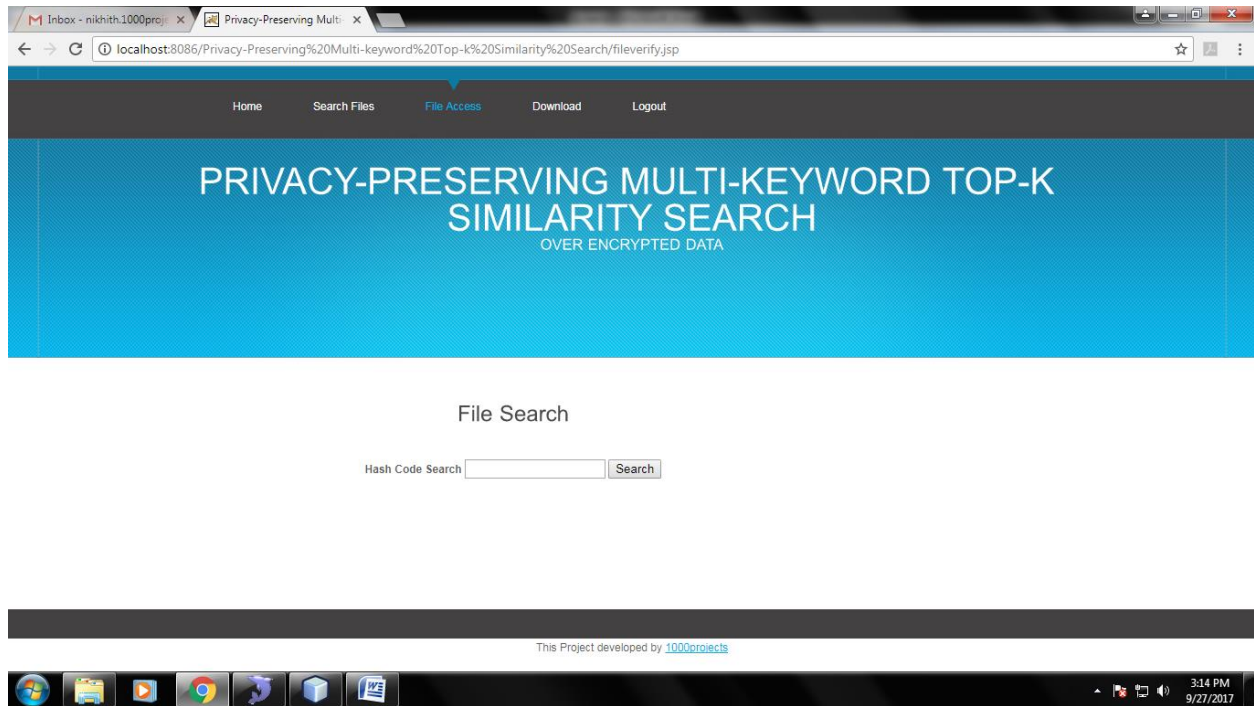 Inbox - nikhith.1000proje
Privacy-Preserving Multi-
localhost:8086/Privacy-Preserving%20Multi-keyword%20Top-k%20Similarity%20Search/fileverify.jsp
Home Search Files File Access Download Logout
PRIVACY-PRESERVING MULTI-KEYWORD TOP-K
SIMILARITY SEARCH
OVER ENCRYPTED DATA
File Search
Hash Code Search Search
This Project developed by 1000projects
3:14 PM
9/27/2017